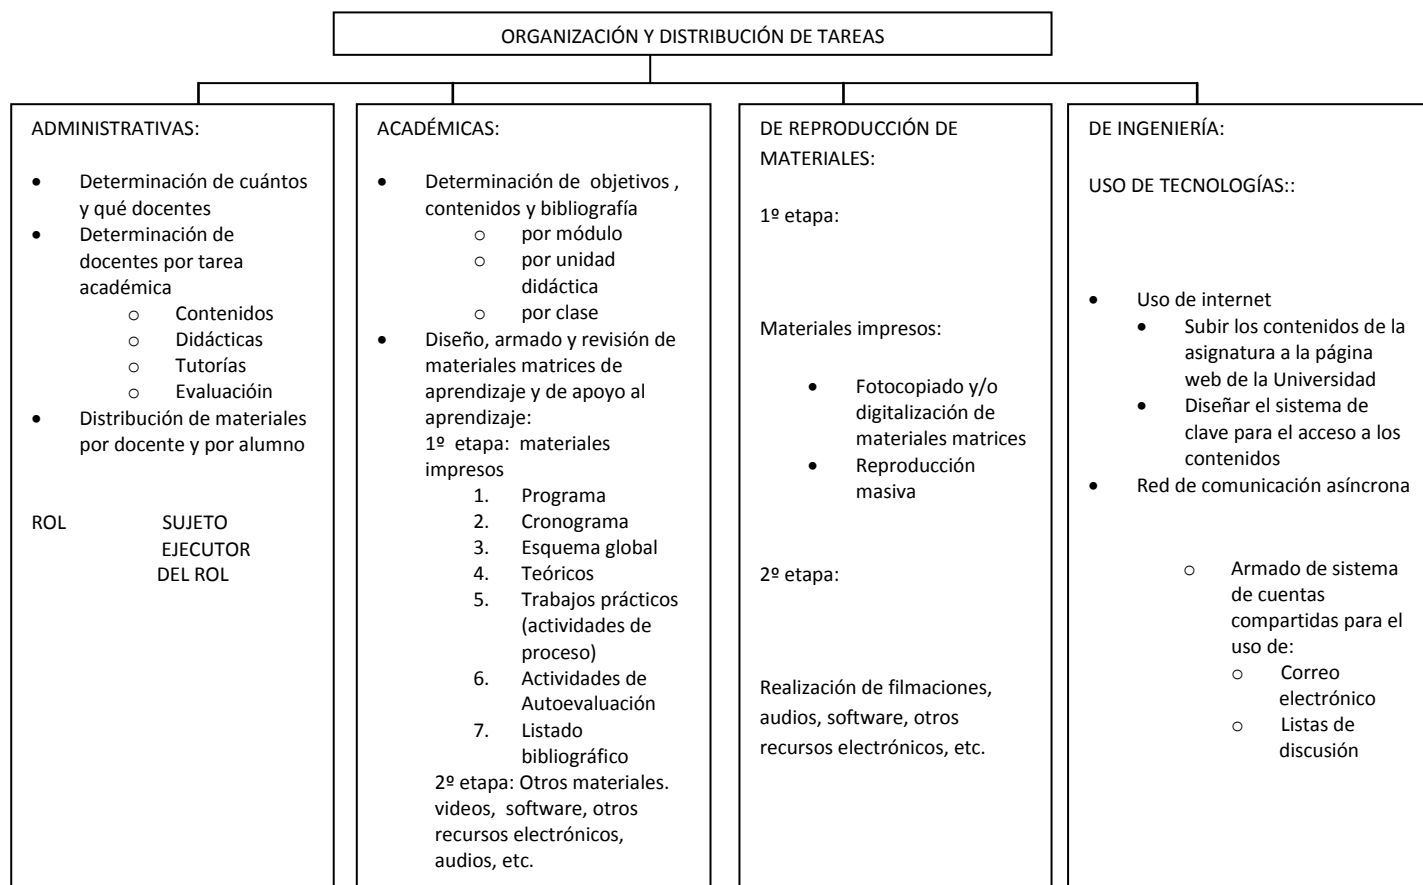 ORGANIZACIÓN Y DISTRIBUCIÓN DE TAREAS
ADMINISTRATIVAS:
• Determinación de cuántos
y qué docentes
• Determinación de
docentes por tarea
académica
o Contenidos
o Didácticas
o Tutorías
o Evaluacióin
• Distribución de materiales
por docente y por alumno
ROL SUJETO
EJECUTOR
DEL ROL
ACADÉMICAS:
• Determinación de objetivos ,
contenidos y bibliografía
o por módulo
o por unidad
didáctica
o por clase
• Diseño, armado y revisión de
materiales matrices de
aprendizaje y de apoyo al
aprendizaje:
1º etapa: materiales
impresos
1. Programa
2. Cronograma
3. Esquema global
4. Teóricos
5. Trabajos prácticos
(actividades de
proceso)
6. Actividades de
Autoevaluación
7. Listado
bibliográfico
2º etapa: Otros materiales.
videos, software, otros
recursos electrónicos,
audios, etc.
DE REPRODUCCIÓN DE
MATERIALES:
1º etapa:
Materiales impresos:
• Fotocopiado y/o
digitalización de
materiales matrices
• Reproducción
masiva
2º etapa:
Realización de filmaciones,
audios, software, otros
recursos electrónicos, etc.
DE INGENIERÍA:
USO DE TECNOLOGÍAS::
• Uso de internet
• Subir los contenidos de la
asignatura a la página
web de la Universidad
• Diseñar el sistema de
clave para el acceso a los
contenidos
• Red de comunicación asíncrona
o Armado de sistema
de cuentas
compartidas para el
uso de:
o Correo
electrónico
o Listas de
discusión